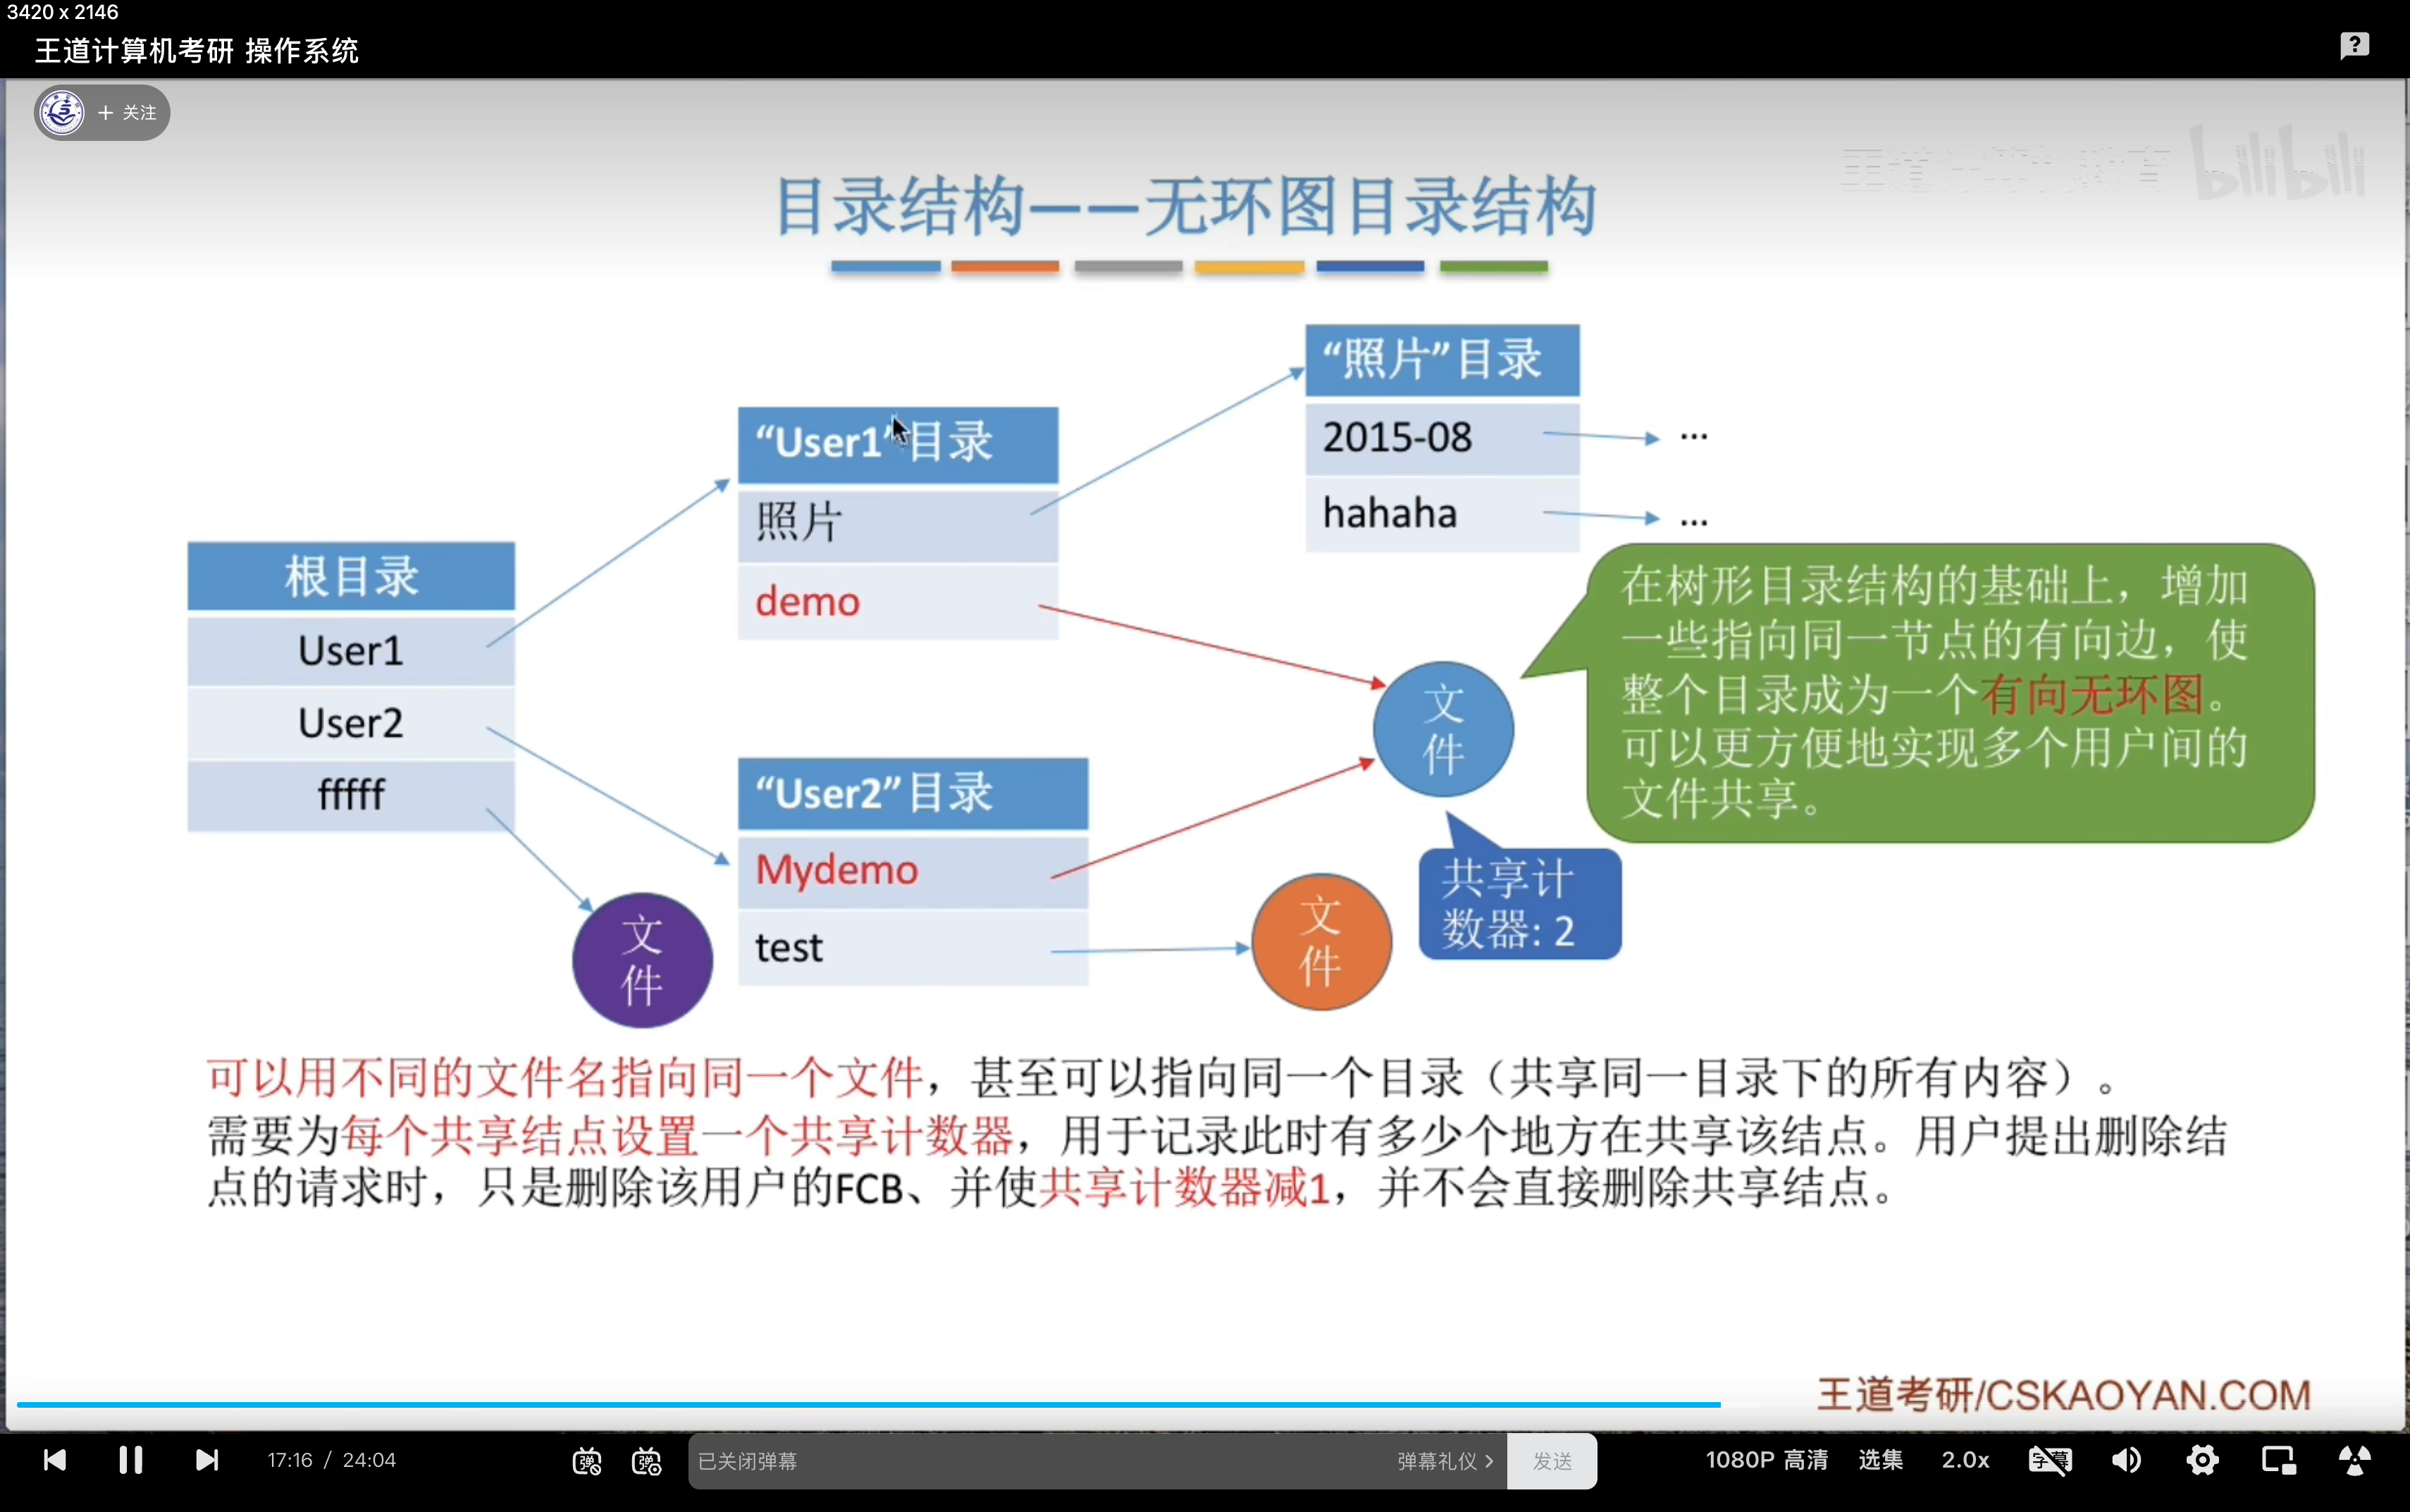 3420 x 2146
王道计算机考研 操作系统
+ 关注
bilibili
目录结构——无环图目录结构
“照片”目录
2015-08
...
hahaha
...
“User1”目录
照片
demo
根目录
User1
User2
fffff
文
件
“User2”目录
Mydemo
test
文
件
文
件
共享计
数器: 2
在树形目录结构的基础上，增加
一些指向同一节点的有向边，使
整个目录成为一个有向无环图。
可以更方便地实现多个用户间的
文件共享。
可以用不同的文件名指向同一个文件，甚至可以指向同一个目录（共享同一目录下的所有内容）。
需要为每个共享结点设置一个共享计数器，用于记录此时有多少个地方在共享该结点。用户提出删除结
点的请求时，只是删除该用户的FCB、并使共享计数器减1，并不会直接删除共享结点。
王道考研/CSKAOYAN.COM
17:16 / 24:04
弹
弹
已关闭弹幕
弹幕礼仪 >
发送
1080P 高清
选集
2.0x
字幕